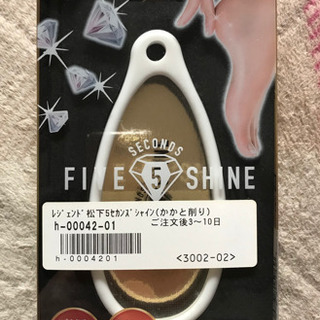 SECONDS
FIVE 5 SHINE
ﾚｼﾞｪﾝﾄﾞ松下5ｾｶﾝｽﾞｼｬｲﾝ(かかと削り)
h-00042-01 ご注文後3～10日
h-0004201 <3002-02>